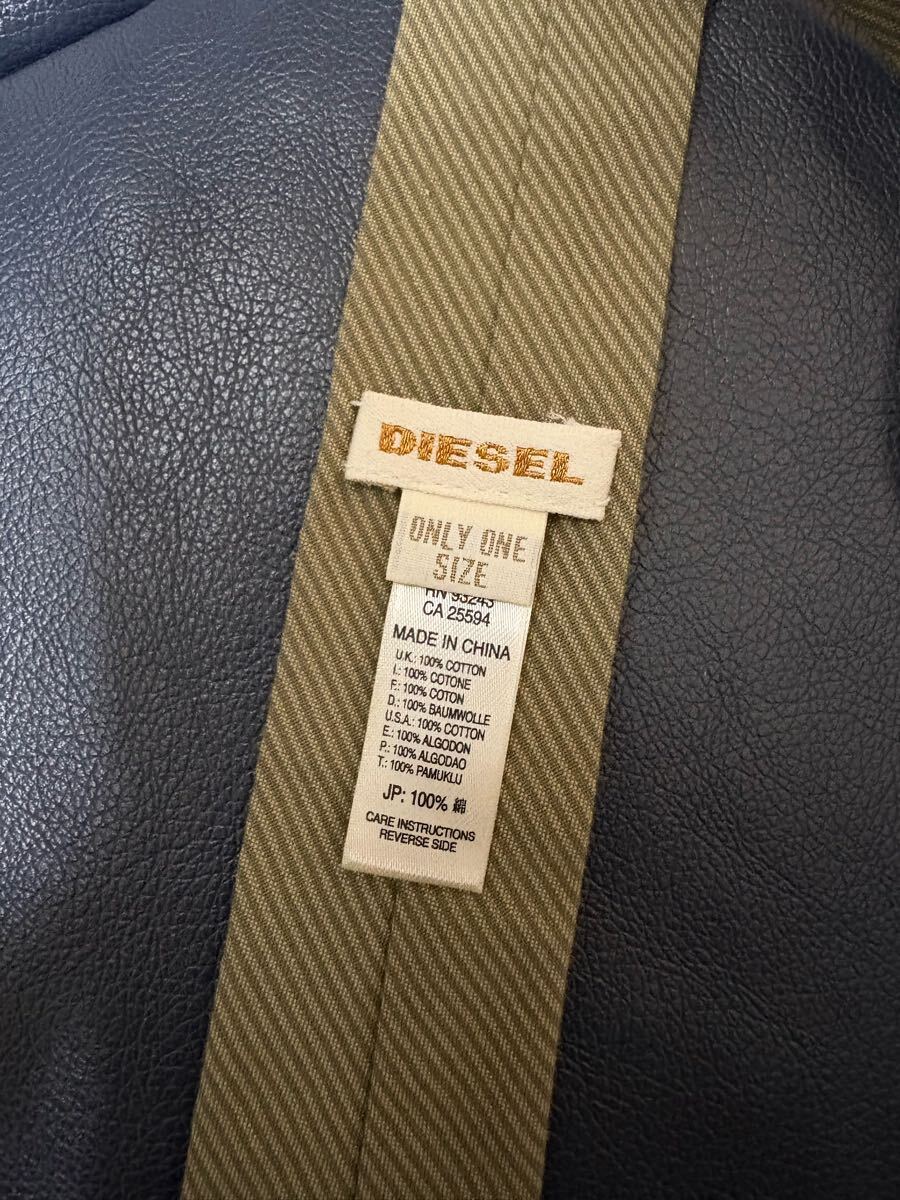 DIESEL
ONLY ONE
SIZE
RN 93243
CA 25594
MADE IN CHINA
U.K.: 100% COTTON
I.: 100% COTONE
F.: 100% COTON
D.: 100% BAUMWOLLE
U.S.A.: 100% COTTON
E.: 100% ALGODON
P.: 100% ALGODAO
T.: 100% PAMUKLU
JP: 100% 綿
CARE INSTRUCTIONS
REVERSE SIDE